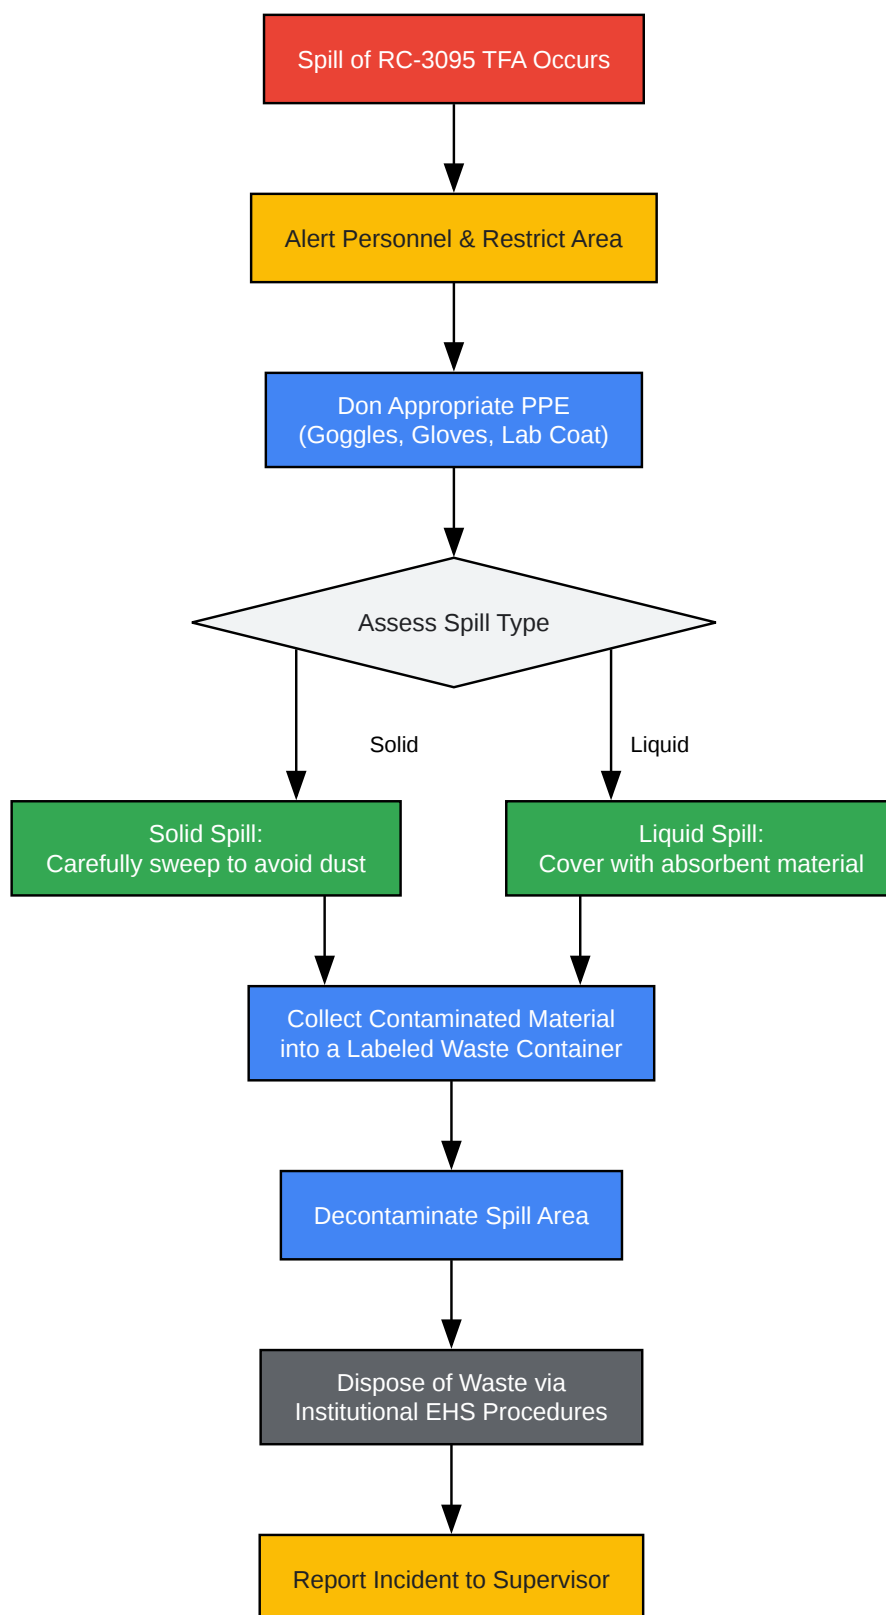 Spill of RC-3095 TFA Occurs
Alert Personnel & Restrict Area
Don Appropriate PPE
(Goggles, Gloves, Lab Coat)
Assess Spill Type
Solid
Liquid
Solid Spill:
Carefully sweep to avoid dust
Liquid Spill:
Cover with absorbent material
Collect Contaminated Material
into a Labeled Waste Container
Decontaminate Spill Area
Dispose of Waste via
Institutional EHS Procedures
Report Incident to Supervisor